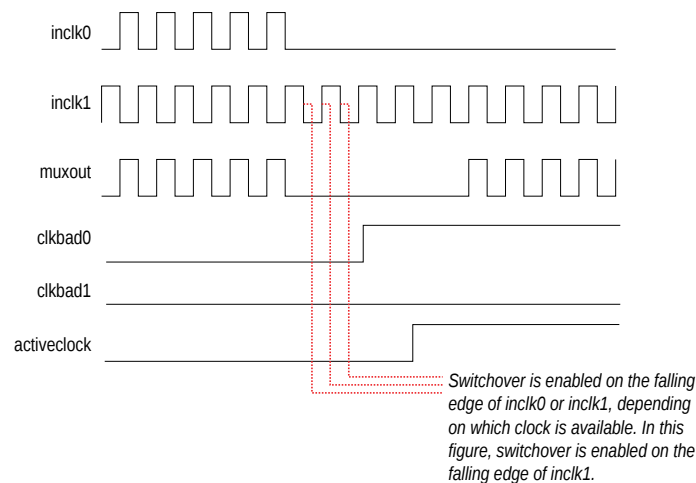 inclk0
inclk1
muxout
clkbad0
clkbad1
activeclock
Switchover is enabled on the falling
edge of inclk0 or inclk1, depending
on which clock is available. In this
figure, switchover is enabled on the
falling edge of inclk1.